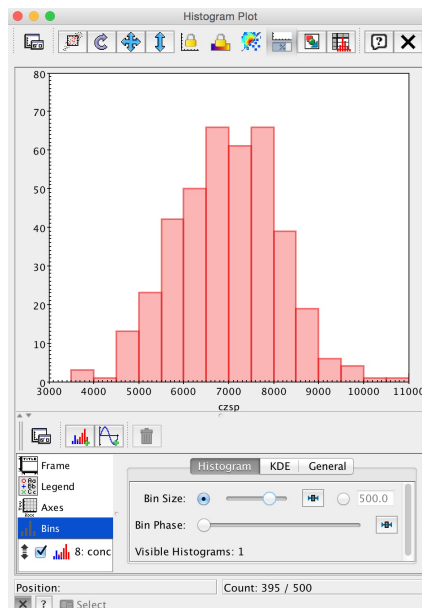 Histogram Plot
80
70
60
50
40
30
20
10
0
3000 4000 5000 6000 7000 8000 9000 10000 11000
czsp
Frame
Legend
Axes
Bins
8: conc
Histogram KDE General
Bin Size: 500.0
Bin Phase:
Visible Histograms: 1
Position: Count: 395 / 500
Select